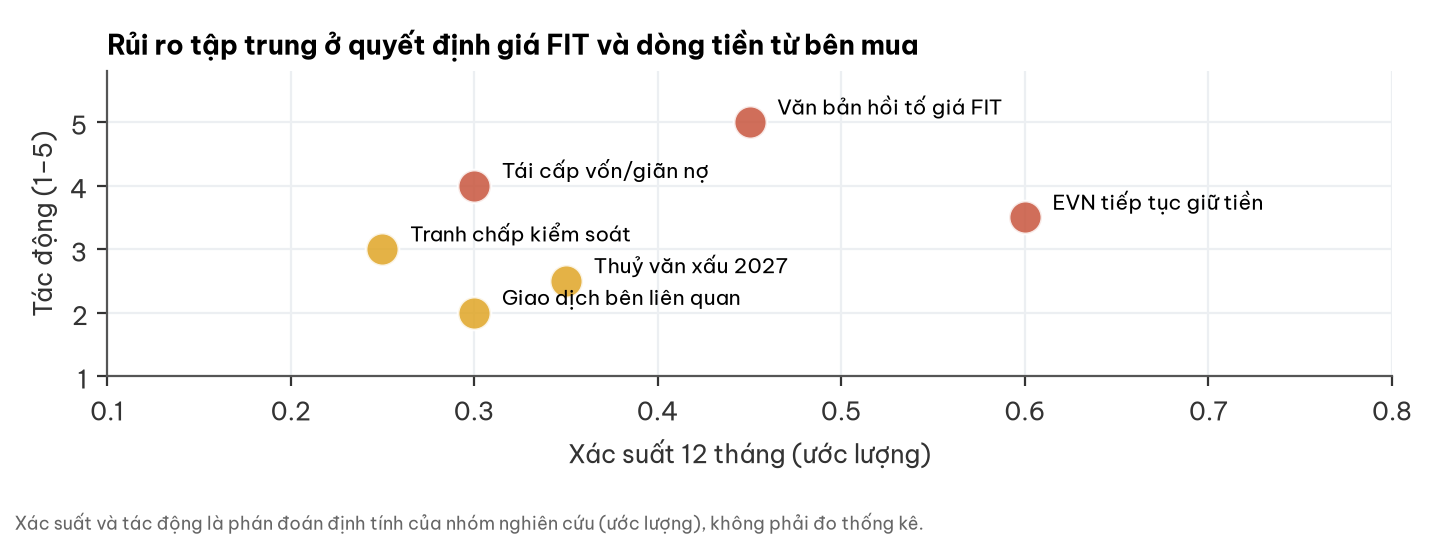 Rủi ro tập trung ở quyết định giá FIT và dòng tiền từ bên mua
Tác động (1–5)
5
4
3
2
1
Văn bản hồi tố giá FIT
Tái cấp vốn/giãn nợ
EVN tiếp tục giữ tiền
Tranh chấp kiểm soát
Thuỷ văn xấu 2027
Giao dịch bên liên quan
0.1 0.2 0.3 0.4 0.5 0.6 0.7 0.8
Xác suất 12 tháng (ước lượng)
Xác suất và tác động là phán đoán định tính của nhóm nghiên cứu (ước lượng), không phải đo thống kê.